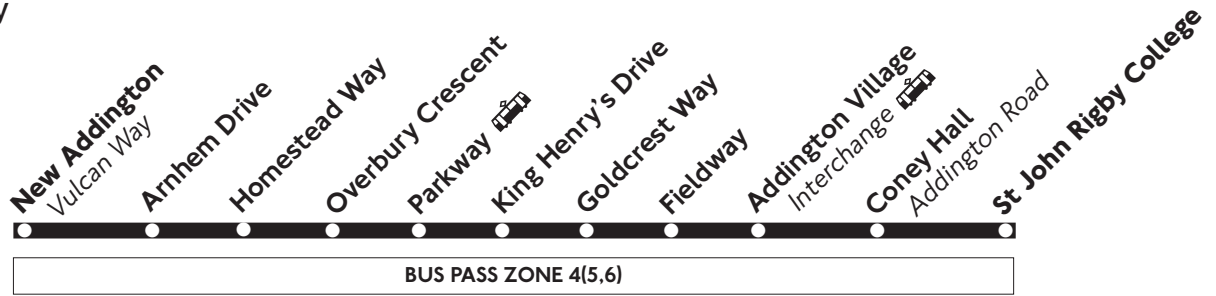 y
New Addington
Vulcan Way
Arnhem Drive
Homestead Way
Overbury Crescent
Parkway
King Henry's Drive
Goldcrest Way
Fieldway
Addington Village
Interchange
Coney Hall
Addington Road
St John Rigby College
BUS PASS ZONE 4(5,6)